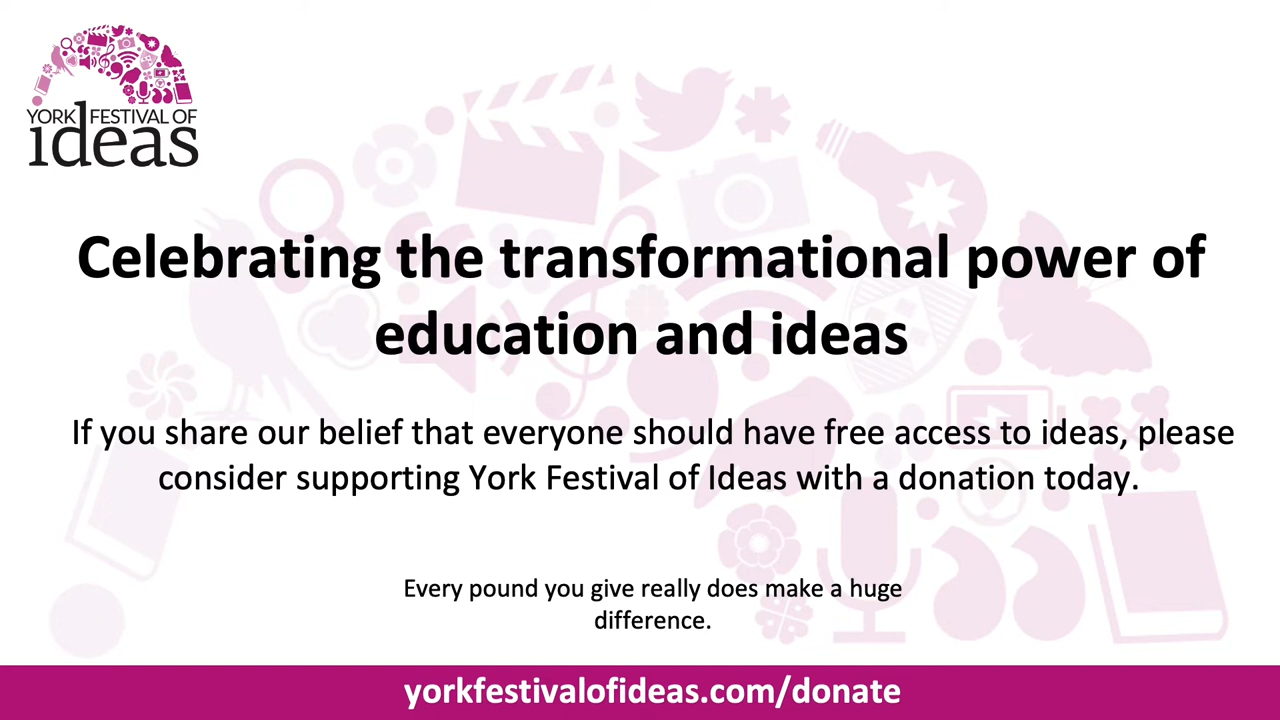 YORK FESTIVAL OF
ideas
Celebrating the transformational power of
education and ideas
If you share our belief that everyone should have free access to ideas, please
consider supporting York Festival of Ideas with a donation today.
Every pound you give really does make a huge
difference.
yorkfestivalofideas.com/donate